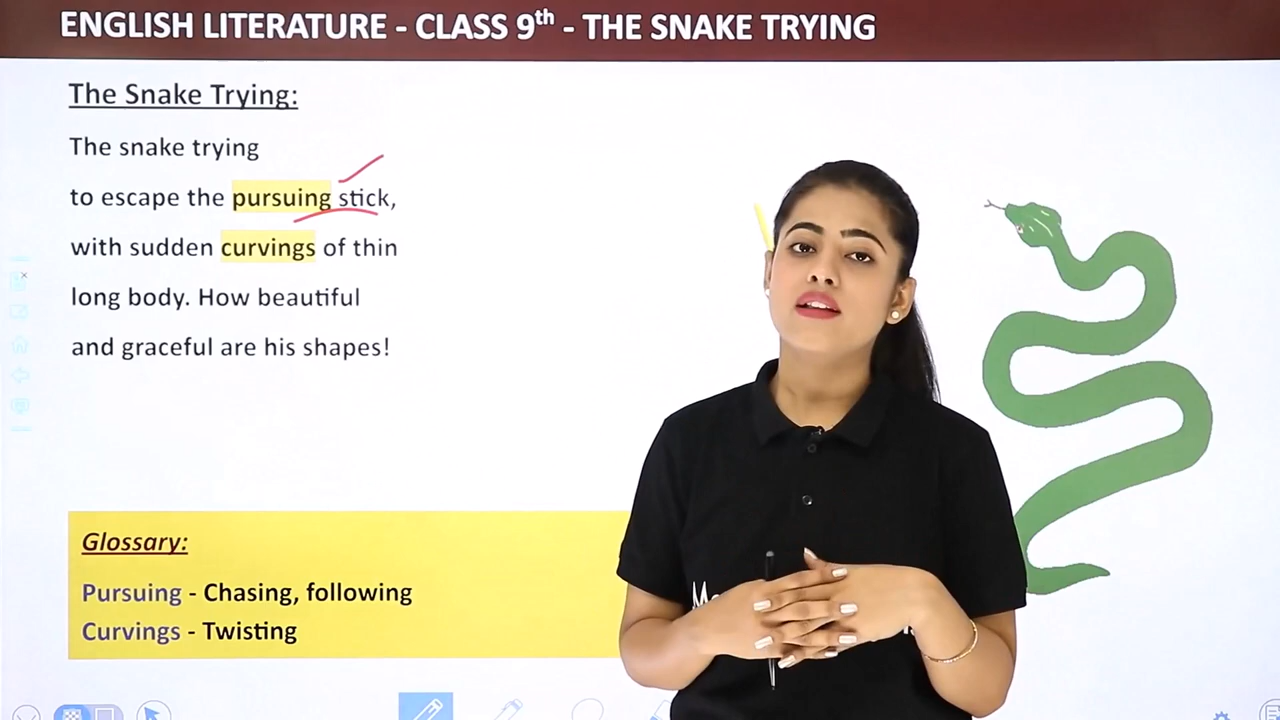 ENGLISH LITERATURE - CLASS 9th - THE SNAKE TRYING
The Snake Trying:
The snake trying
to escape the pursuing stick,
with sudden curvings of thin
long body. How beautiful
and graceful are his shapes!
Glossary:
Pursuing - Chasing, following
Curvings - Twisting